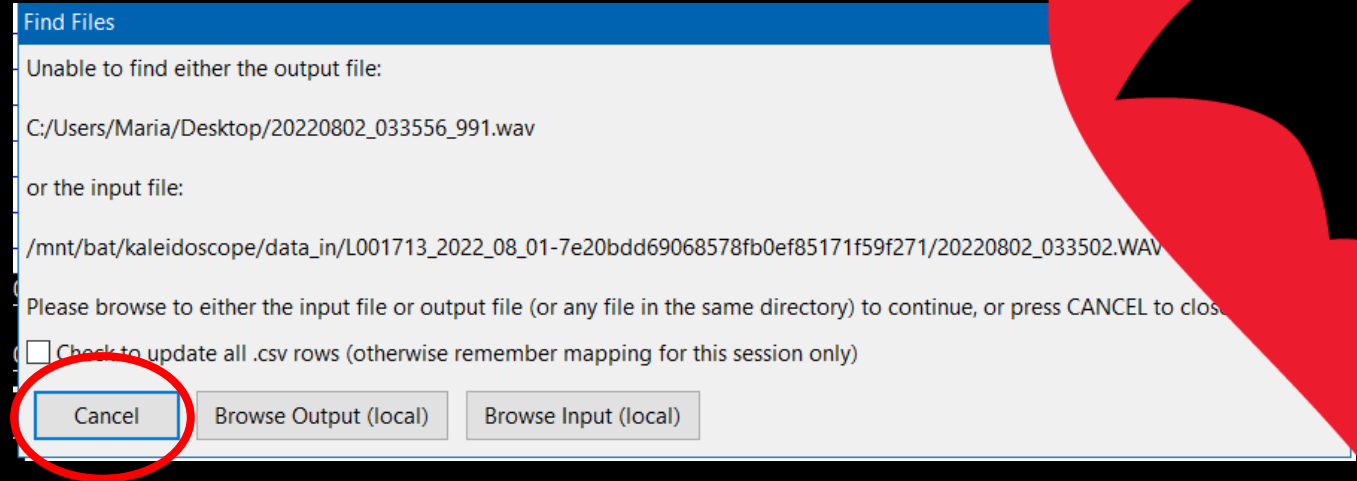 Find Files
Unable to find either the output file:
C:/Users/Maria/Desktop/20220802_033556_991.wav
or the input file:
/mnt/bat/kaleidoscope/data_in/L001713_2022_08_01-7e20bdd69068578fb0ef85171f59f271/20220802_033502.WAV
Please browse to either the input file or output file (or any file in the same directory) to continue, or press CANCEL to
Check to update all .csv rows (otherwise remember mapping for this session only)
Cancel Browse Output (local) Browse Input (local)